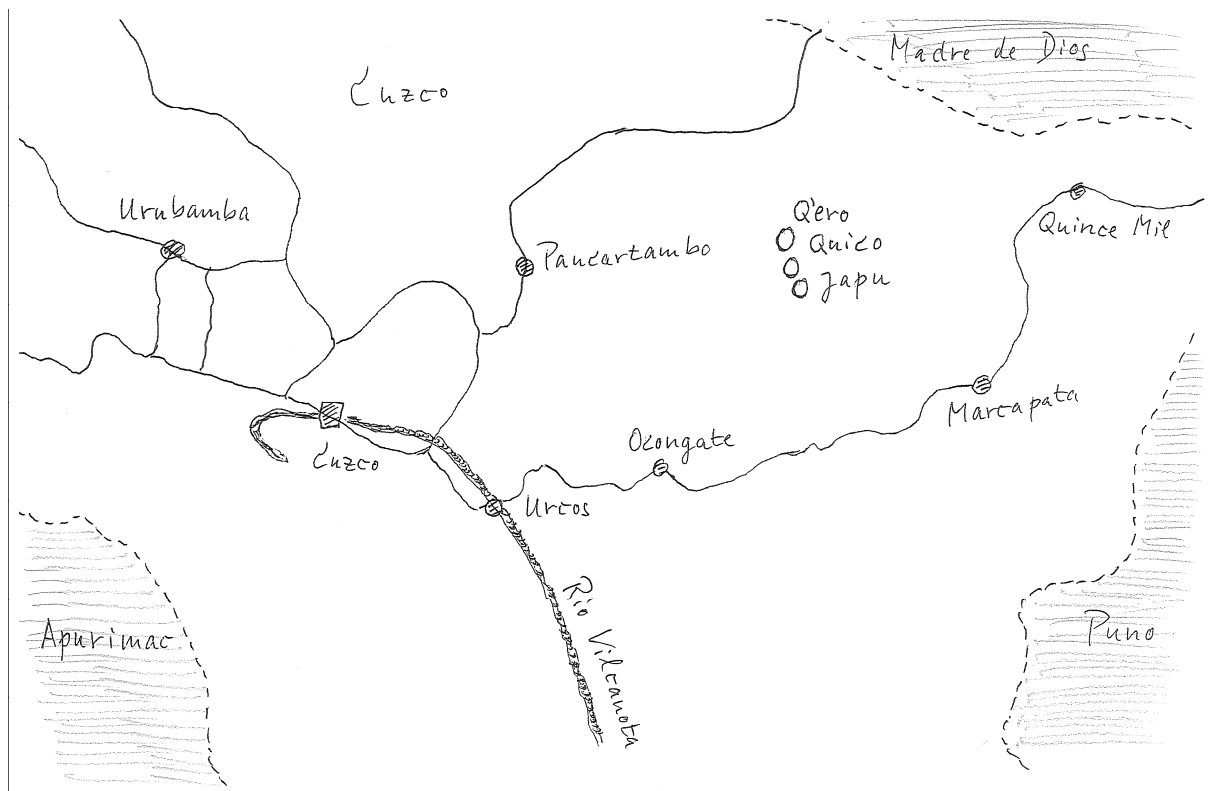 Madre de Dios
Cuzco
Urubamba
Q'ero
Quico
Quince Mil
Paucartambo
Japu
Marcapata
Ocongate
Cuzco
Urcos
Rio Vilcanota
Apurimac
Puno